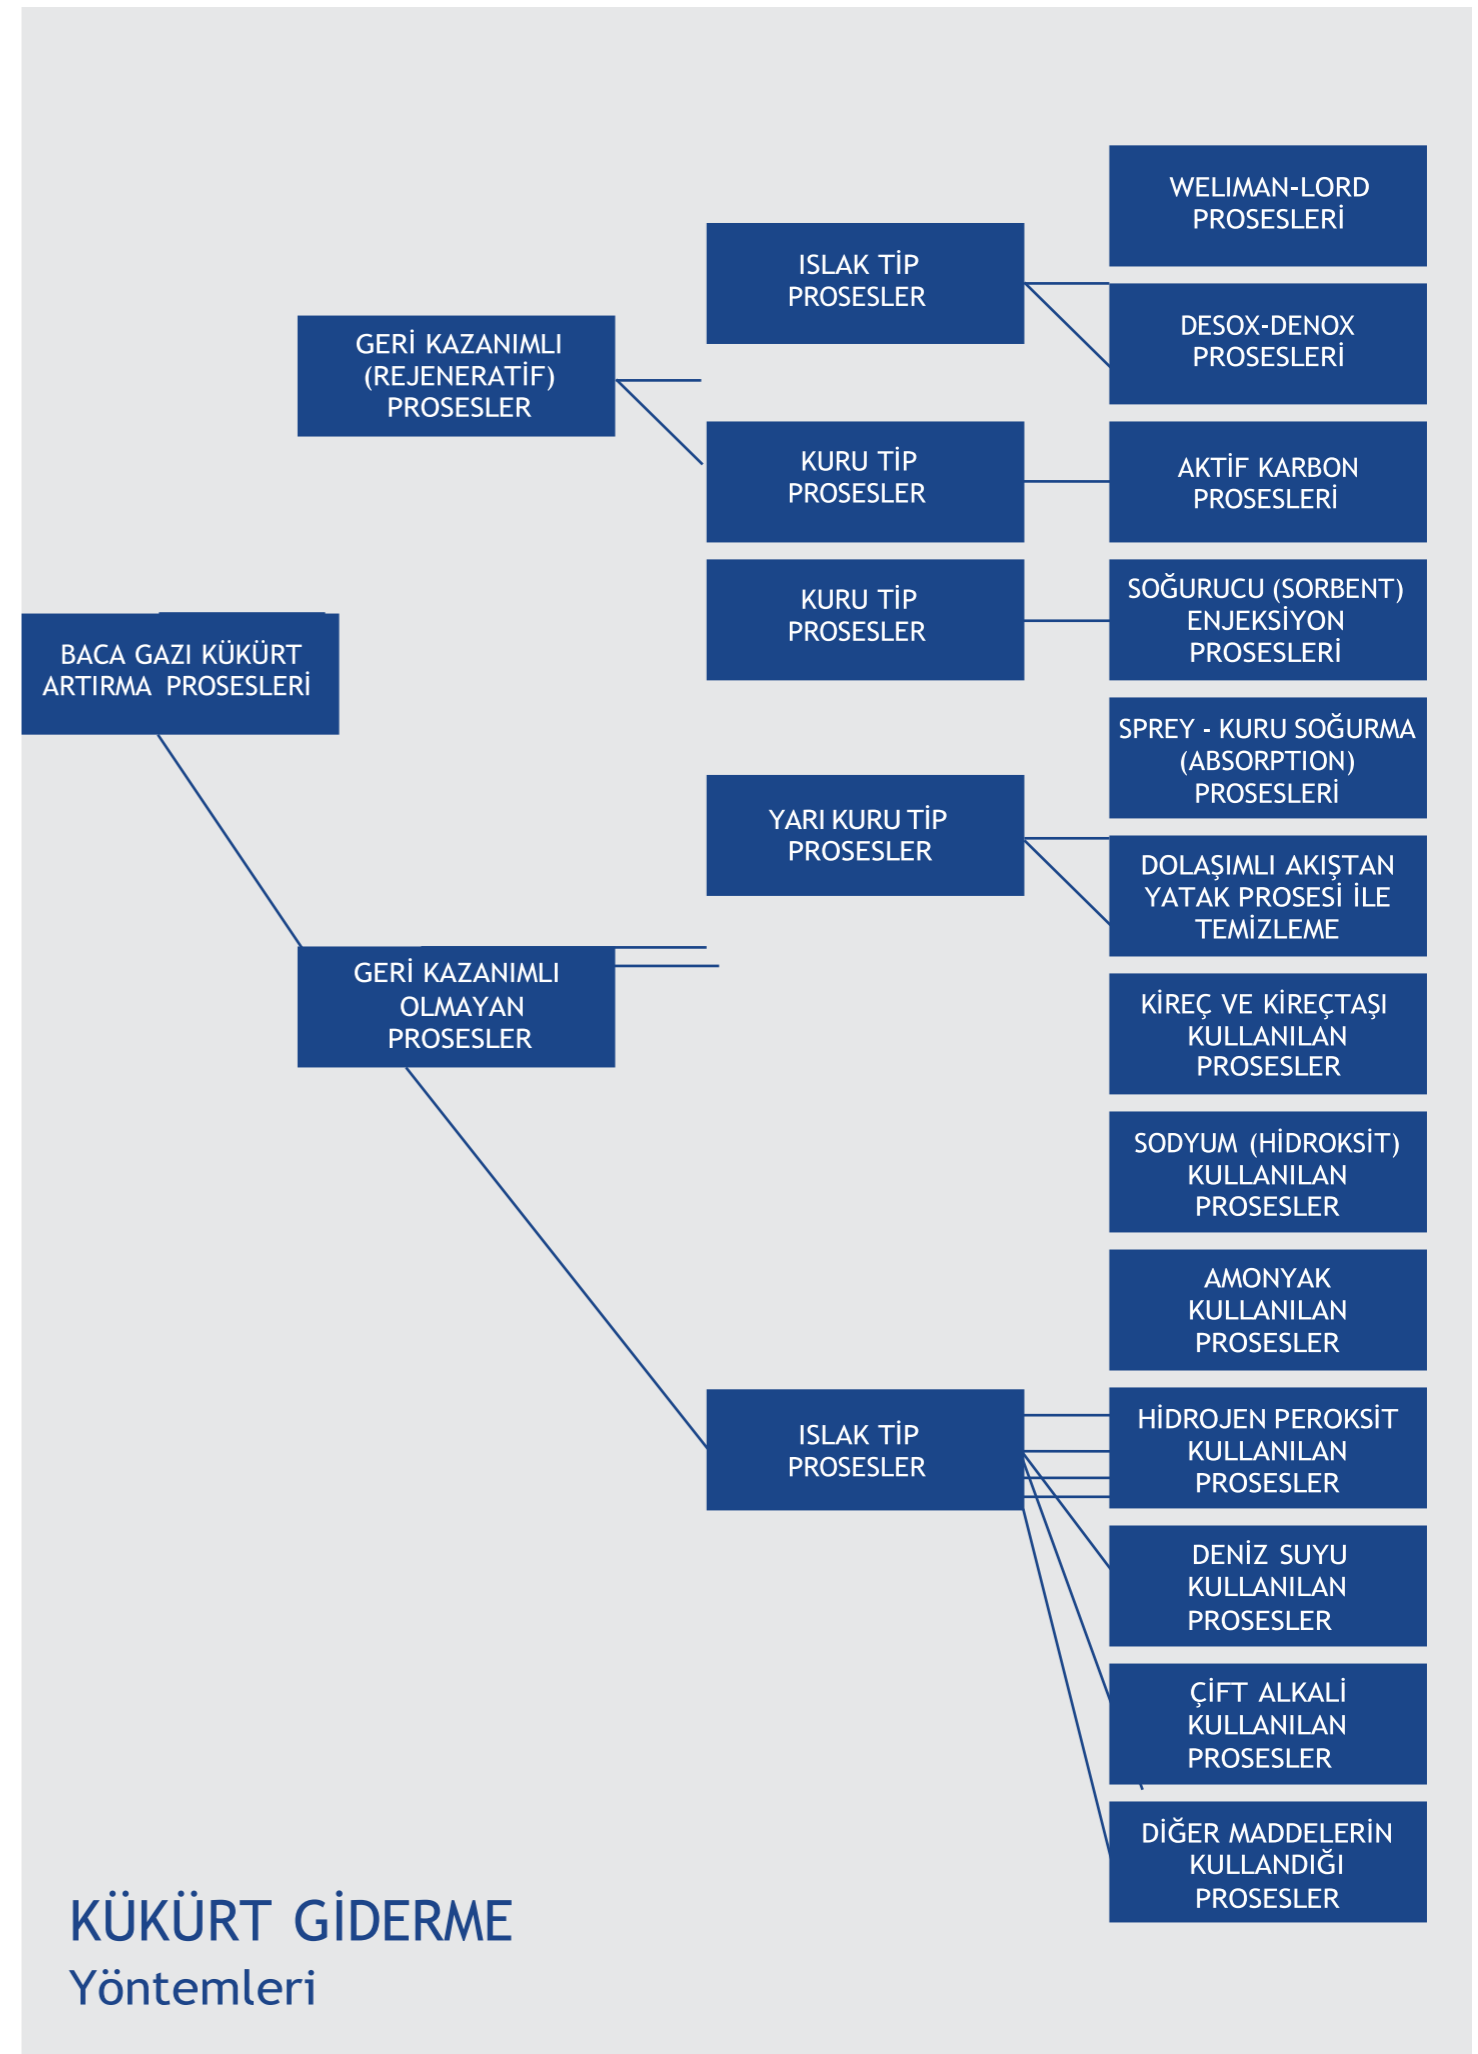 WELIMAN-LORD
PROSESLERİ
ISLAK TİP
PROSESLER
DESOX-DENOX
PROSESLERİ
GERİ KAZANIMLI
(REJENERATİF)
PROSESLER
KURU TİP
PROSESLER
AKTİF KARBON
PROSESLERİ
KURU TİP
PROSESLER
SOĞURUCU (SORBENT)
ENJEKSİYON
PROSESLERİ
BACA GAZI KÜKÜRT
ARTIRMA PROSESLERİ
SPREY - KURU SOĞURMA
(ABSORPTION)
PROSESLERİ
YARI KURU TİP
PROSESLER
DOLAŞIMLI AKIŞTAN
YATAK PROSESİ İLE
TEMİZLEME
GERİ KAZANIMLI
OLMAYAN
PROSESLER
KİREÇ VE KİREÇTAŞI
KULLANILAN
PROSESLER
SODYUM (HİDROKSİT)
KULLANILAN
PROSESLER
AMONYAK
KULLANILAN
PROSESLER
ISLAK TİP
PROSESLER
HİDROJEN PEROKSİT
KULLANILAN
PROSESLER
DENİZ SUYU
KULLANILAN
PROSESLER
ÇİFT ALKALİ
KULLANILAN
PROSESLER
DİĞER MADDELERİN
KULLANDIĞI
PROSESLER
KÜKÜRT GİDERME
Yöntemleri